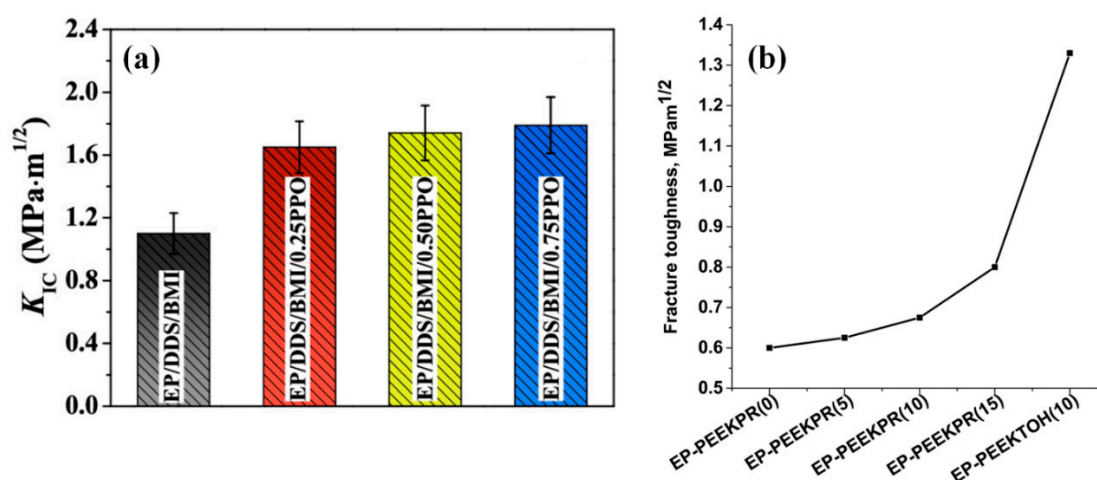 (a)
K_IC (MPa·m^1/2)
2.4
2.0
1.6
1.2
0.8
0.4
0.0
EP/DDS/BMI
EP/DDS/BMI/0.25PPO
EP/DDS/BMI/0.50PPO
EP/DDS/BMI/0.75PPO
(b)
Fracture toughness, MPam^1/2
1.4
1.3
1.2
1.1
1.0
0.9
0.8
0.7
0.6
0.5
EP-PEEKPR(0)
EP-PEEKPR(5)
EP-PEEKPR(10)
EP-PEEKPR(15)
EP-PEEKTOH(10)